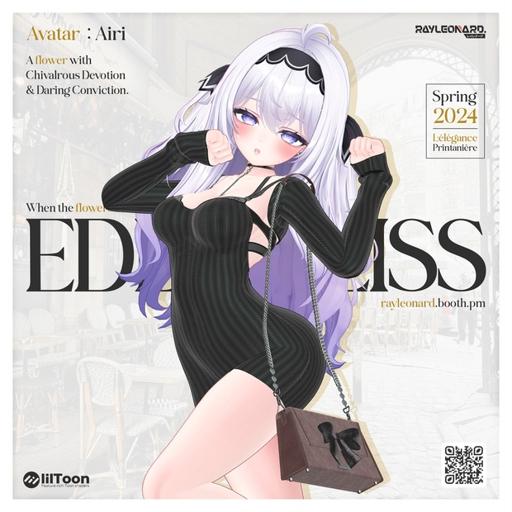 Avatar : Airi
A flower with
Chivalrous Devotion
& Daring Conviction.
RAYLEONARD.
Spring
2024
L'élégance
Printanière
When the flower
ED
ISS
rayleonard.booth.pm
lilToon